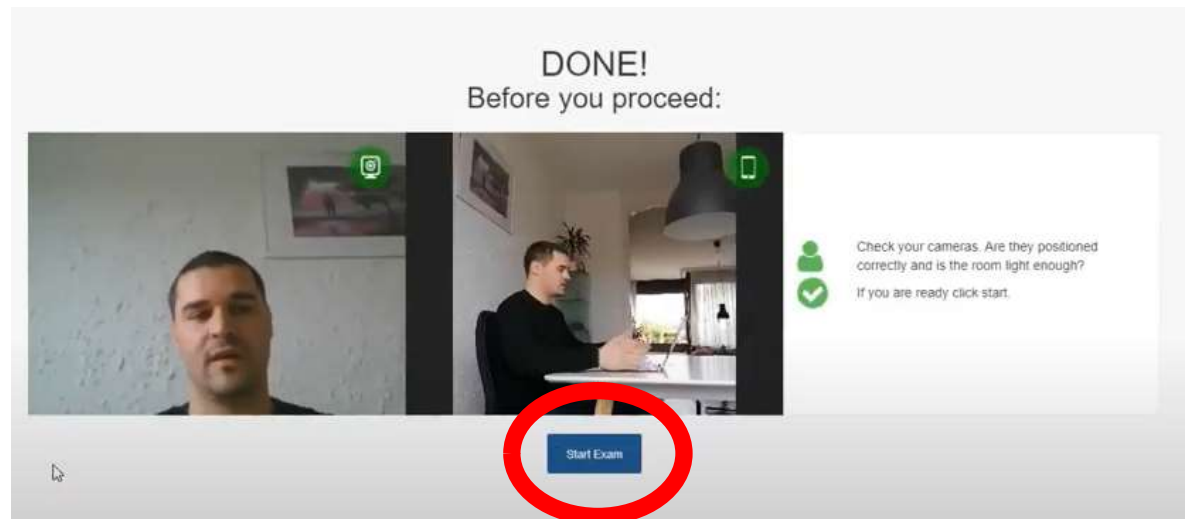 DONE!
Before you proceed:
Check your cameras. Are they positioned
correctly and is the room light enough?
If you are ready click start.
Start Exam